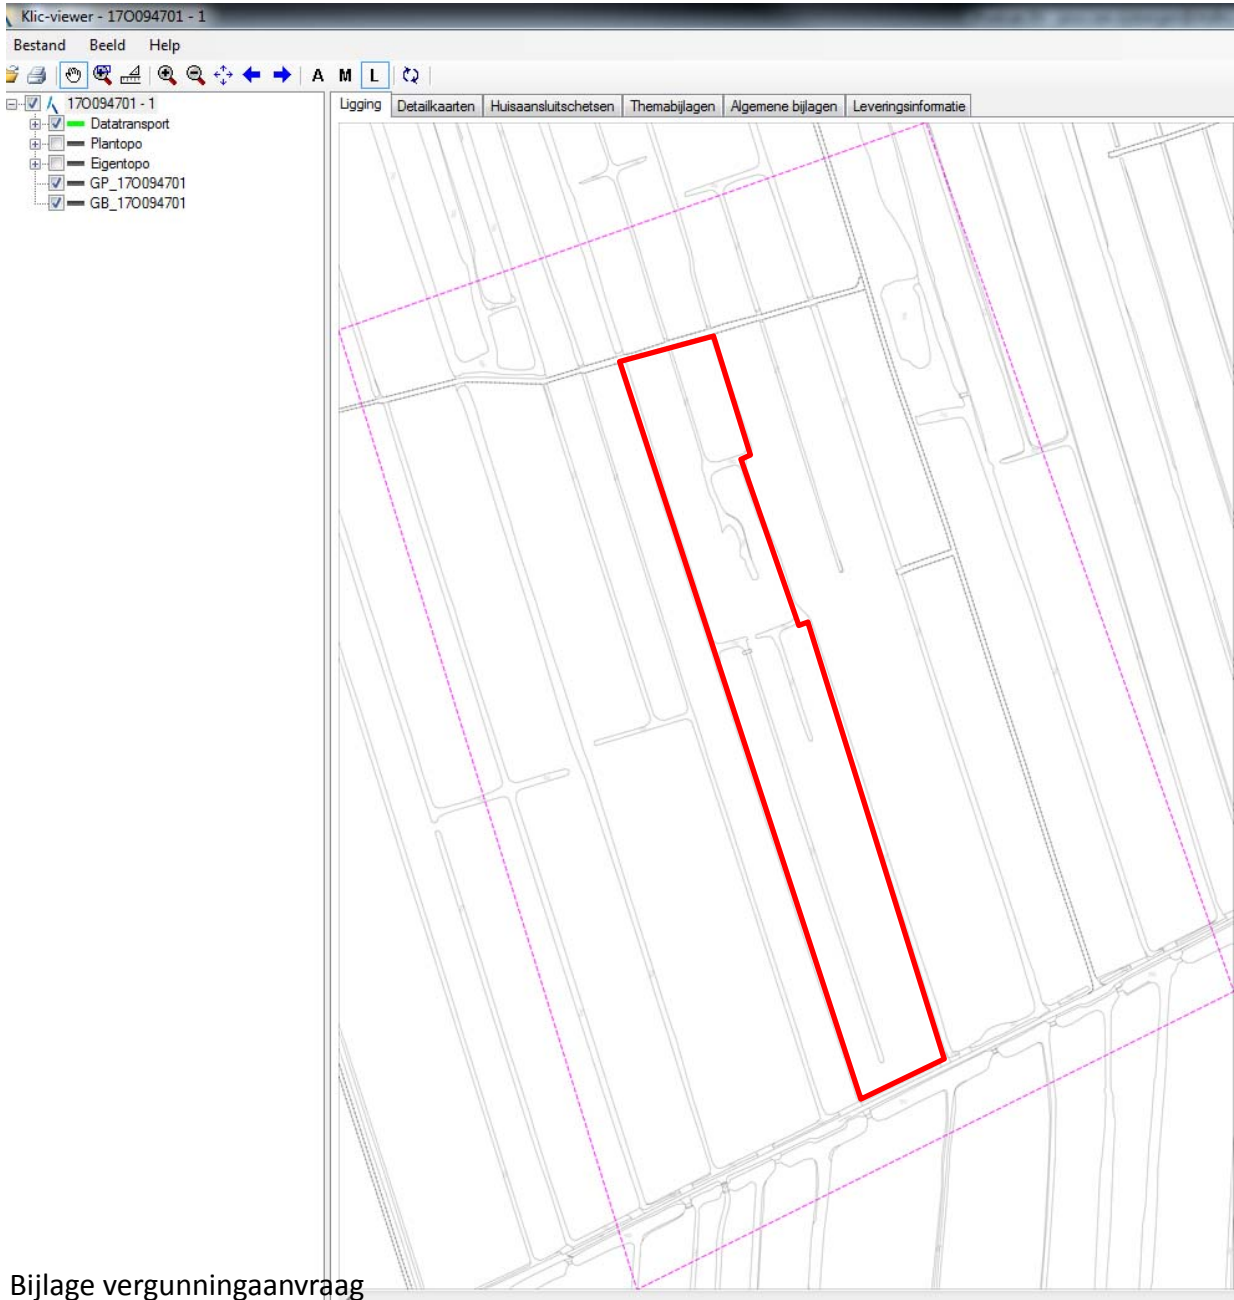 Klic-viewer - 17O094701 - 1
Bestand Beeld Help
A M L
17O094701 - 1
Datatransport
Plantopo
Eigentopo
GP_17O094701
GB_17O094701
Ligging Detailkaarten Huisaansluitschetsen Themabijlagen Algemene bijlagen Leveringsinformatie
Bijlage vergunningaanvraag